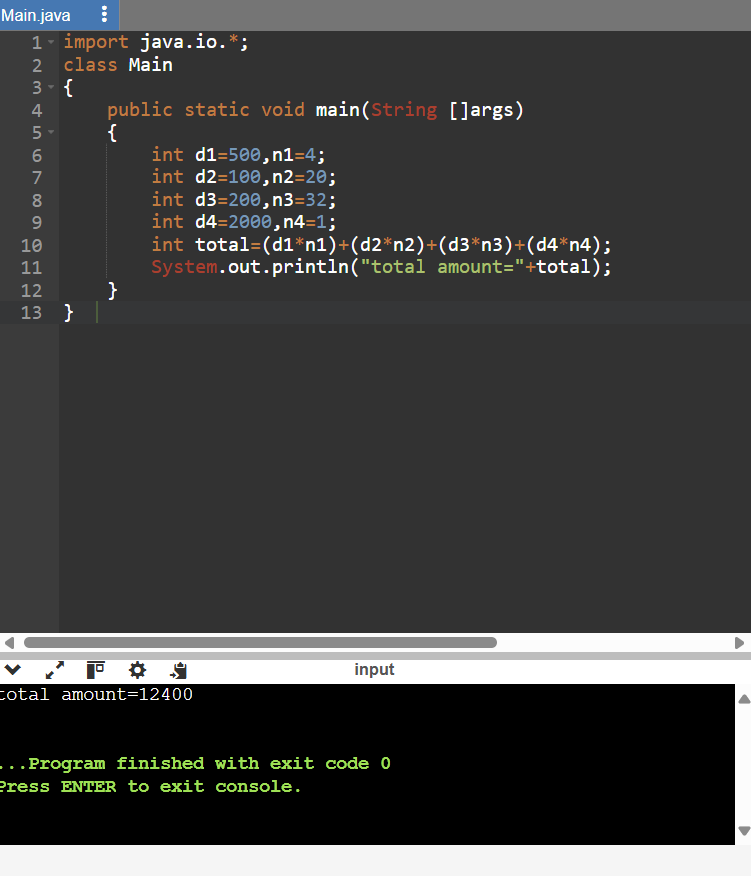 Main.java
1 import java.io.*;
2 class Main
3 {
4     public static void main(String []args)
5     {
6         int d1=500,n1=4;
7         int d2=100,n2=20;
8         int d3=200,n3=32;
9         int d4=2000,n4=1;
10         int total=(d1*n1)+(d2*n2)+(d3*n3)+(d4*n4);
11         System.out.println("total amount="+total);
12     }
13 }
input
total amount=12400
...Program finished with exit code 0
Press ENTER to exit console.